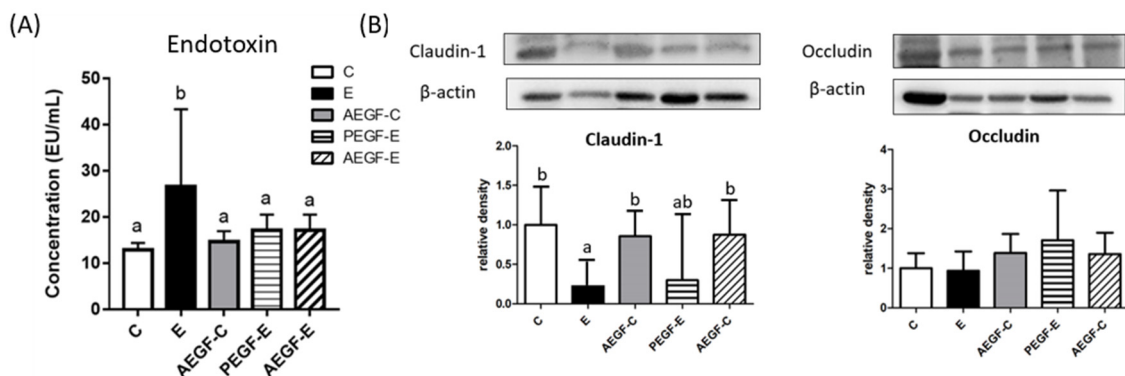 (A)
Endotoxin
Concentration (EU/mL)
50
40
30
20
10
0
a
b
a
a
a
C
E
AEGF-C
PEGF-E
AEGF-E
C
E
AEGF-C
PEGF-E
AEGF-E
(B)
Claudin-1
β-actin
Claudin-1
relative density
2.0
1.5
1.0
0.5
0.0
b
a
b
ab
b
C
E
AEGF-C
PEGF-E
AEGF-C
Occludin
β-actin
Occludin
relative density
4
3
2
1
0
C
E
AEGF-C
PEGF-E
AEGF-C